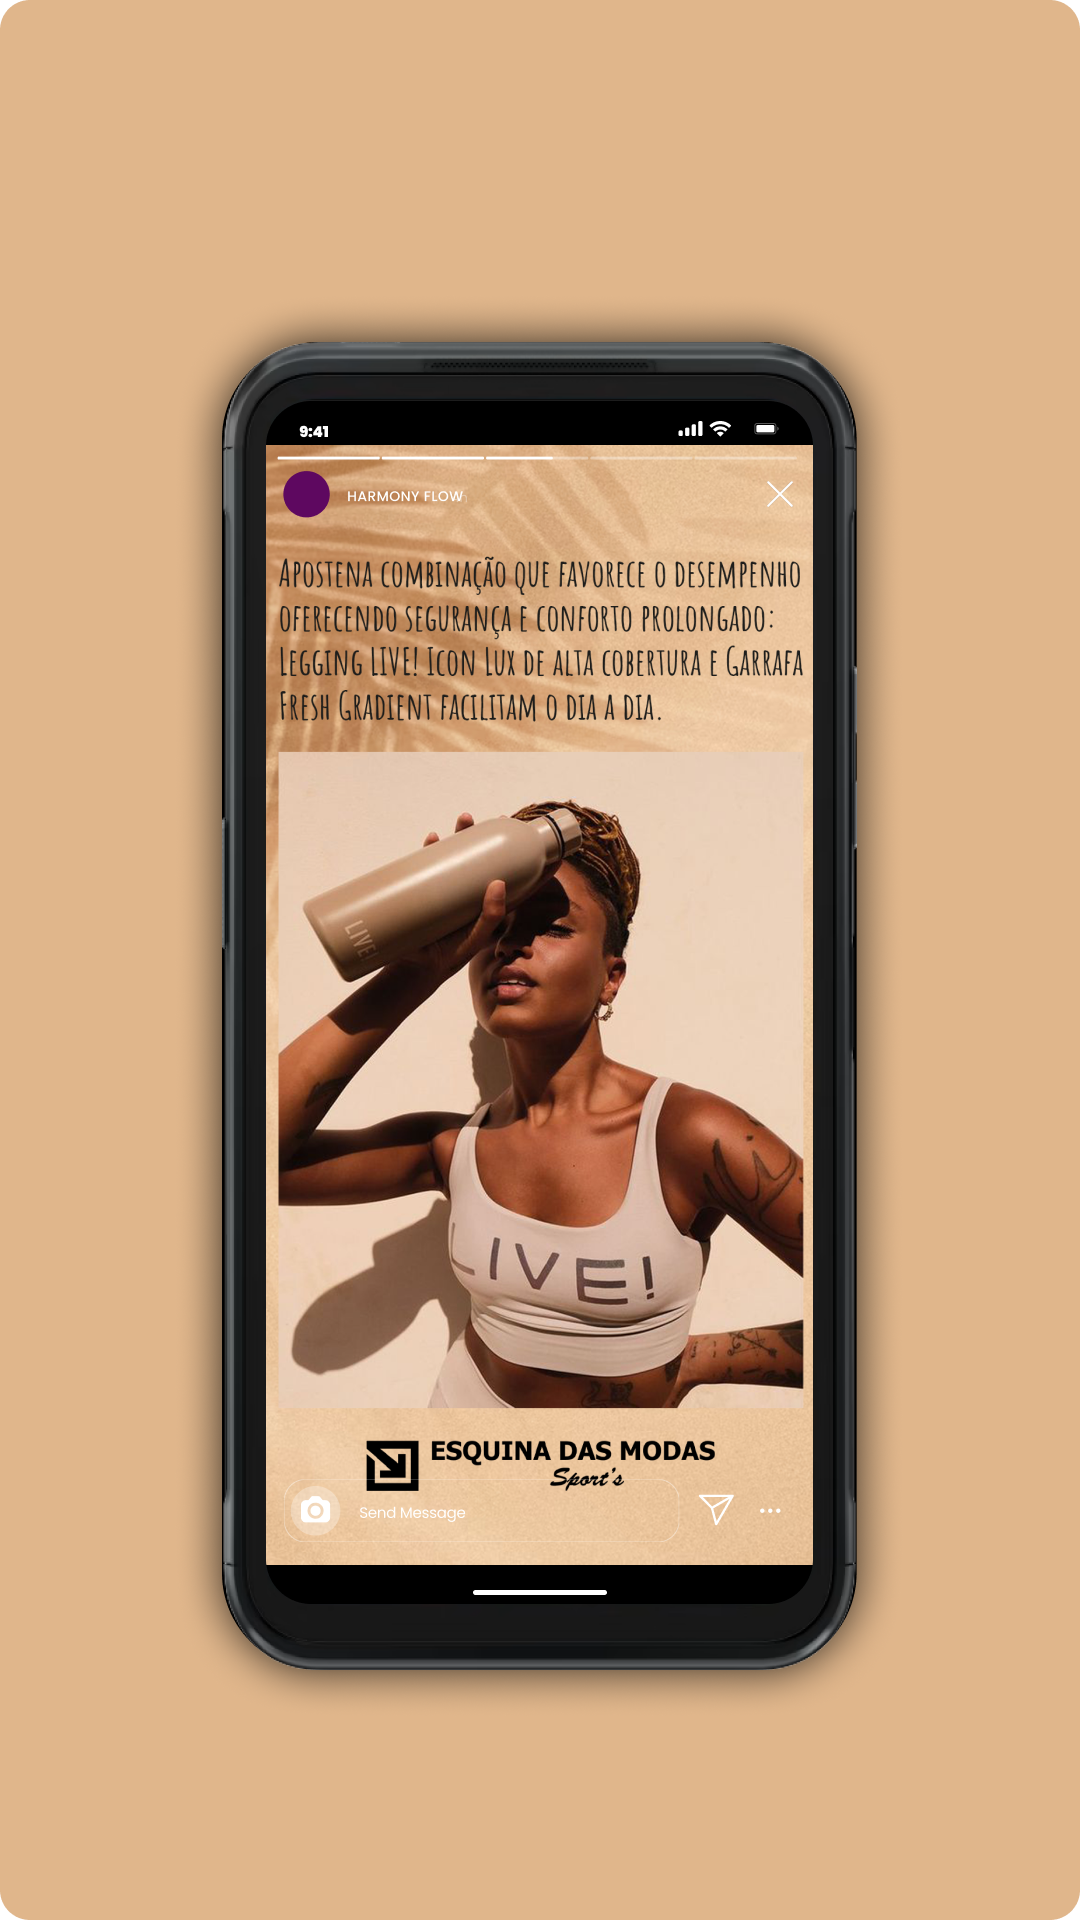 9:41
HARMONY FLOW
APOSTENA COMBINAÇÃO QUE FAVORECE O DESEMPENHO
OFERECENDO SEGURANÇA E CONFORTO PROLONGADO:
LEGGING LIVE! ICON LUX DE ALTA COBERTURA E GARRAFA
FRESH GRADIENT FACILITAM O DIA A DIA.
LIVE!
LIVE!
ESQUINA DAS MODAS
Sport's
Send Message